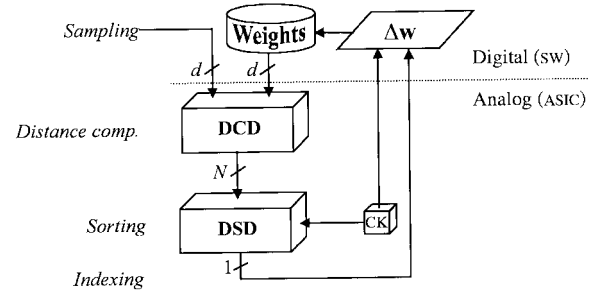 Sampling
Weights
Δw
d
d
Digital (SW)
Analog (ASIC)
Distance comp.
DCD
N
Sorting
DSD
CK
1
Indexing